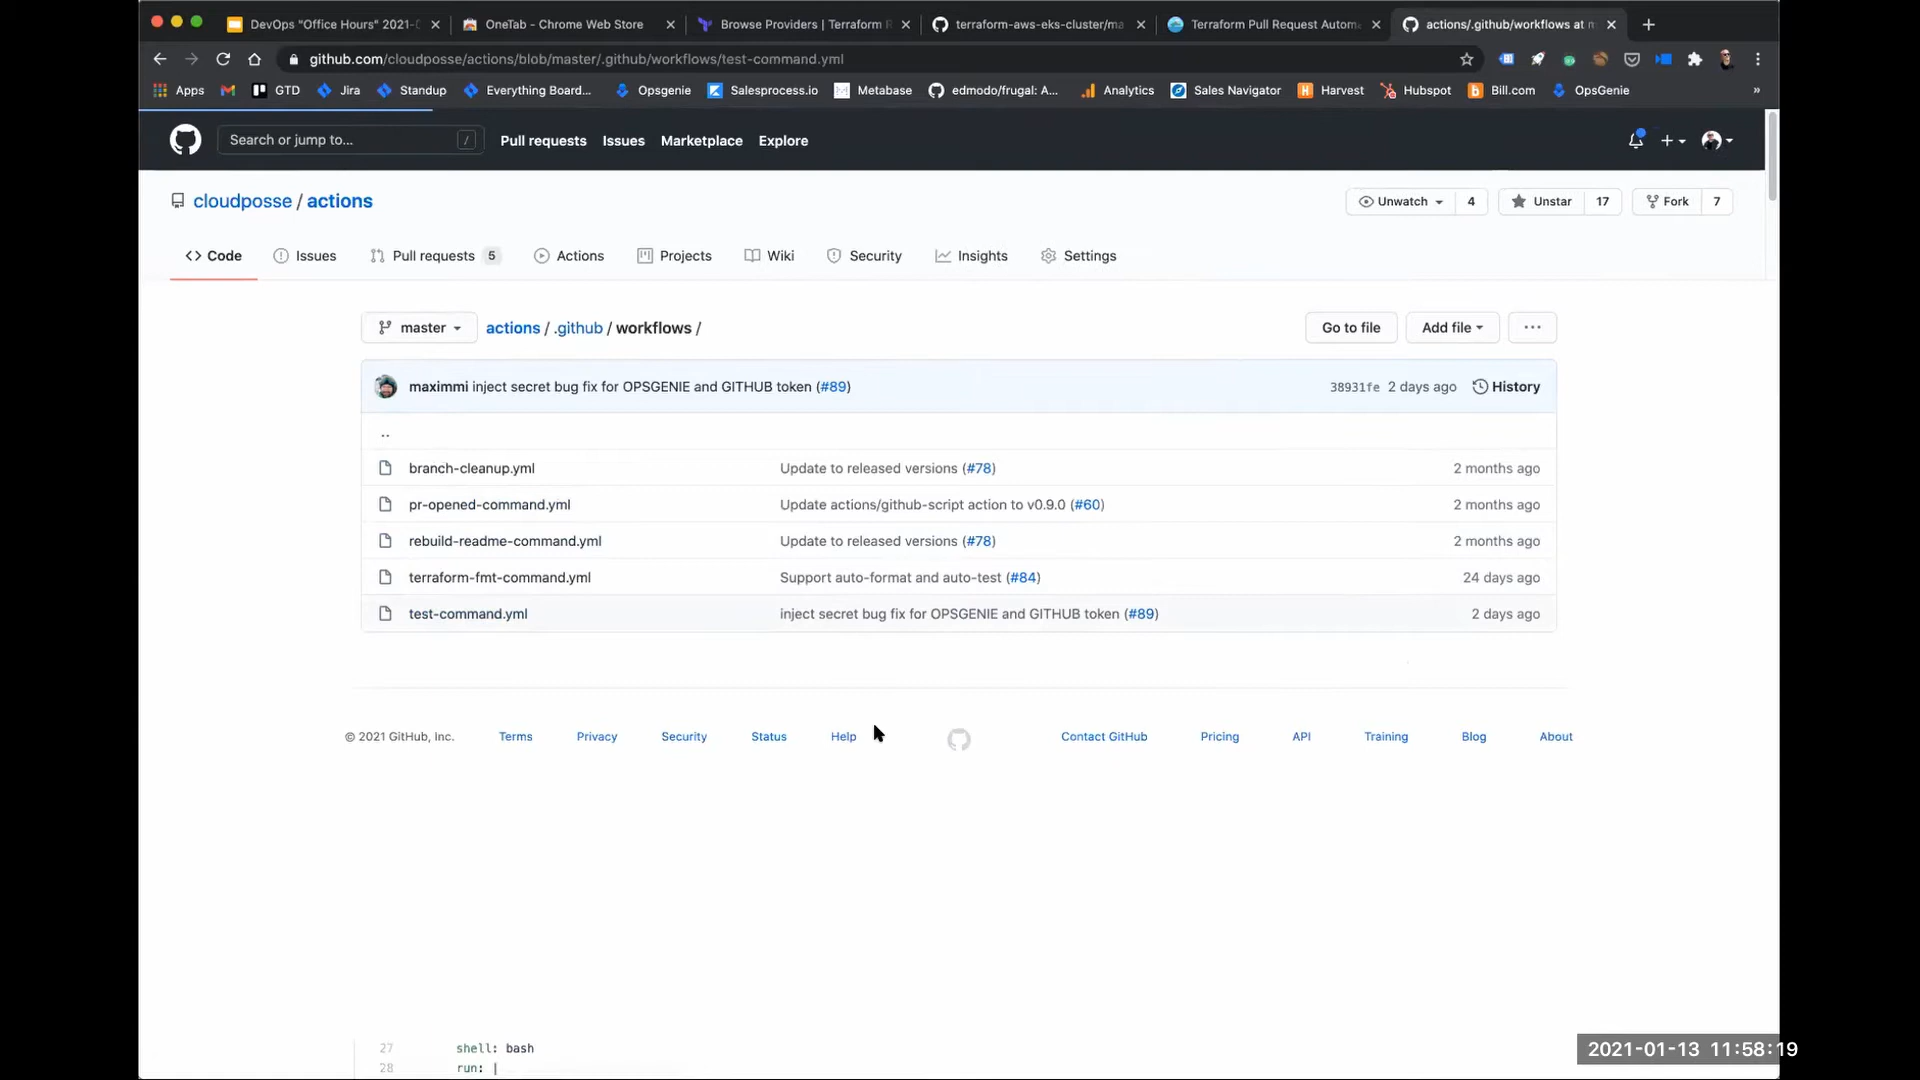 DevOps "Office Hours" 2021-
OneTab - Chrome Web Store
Browse Providers | Terraform R
terraform-aws-eks-cluster/ma
Terraform Pull Request Autom
actions/.github/workflows at m
github.com/cloudposse/actions/blob/master/.github/workflows/test-command.yml
Apps
GTD
Jira
Standup
Everything Board...
Opsgenie
Salesprocess.io
Metabase
edmodo/frugal: A...
Analytics
Sales Navigator
Harvest
Hubspot
Bill.com
OpsGenie
»
Search or jump to... /
Pull requests
Issues
Marketplace
Explore
cloudposse / actions
Unwatch 4
Unstar 17
Fork 7
Code
Issues
Pull requests 5
Actions
Projects
Wiki
Security
Insights
Settings
master
actions / .github / workflows /
Go to file
Add file
...
maximmi inject secret bug fix for OPSGENIE and GITHUB token (#89)
38931fe 2 days ago
History
..
branch-cleanup.yml Update to released versions (#78) 2 months ago
pr-opened-command.yml Update actions/github-script action to v0.9.0 (#60) 2 months ago
rebuild-readme-command.yml Update to released versions (#78) 2 months ago
terraform-fmt-command.yml Support auto-format and auto-test (#84) 24 days ago
test-command.yml inject secret bug fix for OPSGENIE and GITHUB token (#89) 2 days ago
© 2021 GitHub, Inc.
Terms
Privacy
Security
Status
Help
Contact GitHub
Pricing
API
Training
Blog
About
27 shell: bash
28 run: |
2021-01-13 11:58:19